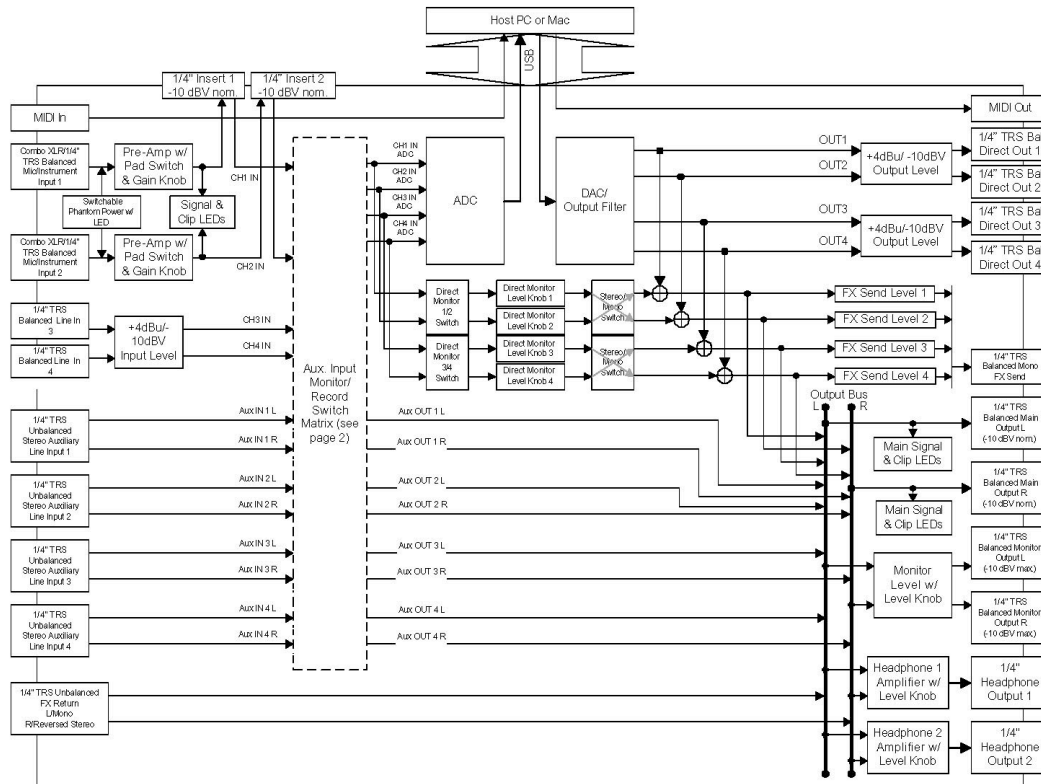 Host PC or Mac
USB
1/4" Insert 1
-10 dBV nom.
1/4" Insert 2
-10 dBV nom.
MIDI In
MIDI Out
Combo XLR/1/4"
TRS Balanced
Mic/Instrument
Input 1
Pre-Amp w/
Pad Switch
& Gain Knob
Switchable
Phantom Power w/
LED
Signal &
Clip LEDs
CH1 IN
Combo XLR/1/4"
TRS Balanced
Mic/Instrument
Input 2
Pre-Amp w/
Pad Switch
& Gain Knob
CH2 IN
1/4" TRS
Balanced Line In
3
1/4" TRS
Balanced Line In
4
+4dBu/-
10dBV
Input Level
CH3 IN
CH4 IN
Aux. Input
Monitor/
Record
Switch
Matrix (see
page 2)
CH1 IN
ADC
CH2 IN
ADC
CH3 IN
ADC
CH4 IN
ADC
ADC
DAC/
Output Filter
OUT1
OUT2
OUT3
OUT4
+4dBu/ -10dBV
Output Level
+4dBu/-10dBV
Output Level
1/4" TRS Bal
Direct Out 1
1/4" TRS Bal
Direct Out 2
1/4" TRS Bal
Direct Out 3
1/4" TRS Bal
Direct Out 4
Direct
Monitor
1/2
Switch
Direct Monitor
Level Knob 1
Direct Monitor
Level Knob 2
Stereo/
Mono
Switch
Direct
Monitor
3/4
Switch
Direct Monitor
Level Knob 3
Direct Monitor
Level Knob 4
Stereo/
Mono
Switch
FX Send Level 1
FX Send Level 2
FX Send Level 3
FX Send Level 4
1/4" TRS
Balanced Mono
FX Send
Output Bus
L
R
Main Signal
& Clip LEDs
1/4" TRS
Balanced Main
Output L
(-10 dBV nom.)
Main Signal
& Clip LEDs
1/4" TRS
Balanced Main
Output R
(-10 dBV nom.)
Monitor
Level w/
Level Knob
1/4" TRS
Balanced Monitor
Output L
(-10 dBV max.)
1/4" TRS
Balanced Monitor
Output R
(-10 dBV max.)
1/4" TRS
Unbalanced
Stereo Auxiliary
Line Input 1
Aux IN 1 L
Aux IN 1 R
Aux OUT 1 L
Aux OUT 1 R
1/4" TRS
Unbalanced
Stereo Auxiliary
Line Input 2
Aux IN 2 L
Aux IN 2 R
Aux OUT 2 L
Aux OUT 2 R
1/4" TRS
Unbalanced
Stereo Auxiliary
Line Input 3
Aux IN 3 L
Aux IN 3 R
Aux OUT 3 L
Aux OUT 3 R
1/4" TRS
Unbalanced
Stereo Auxiliary
Line Input 4
Aux IN 4 L
Aux IN 4 R
Aux OUT 4 L
Aux OUT 4 R
1/4" TRS Unbalanced
FX Return
L/Mono
R/Reversed Stereo
Headphone 1
Amplifier w/
Level Knob
1/4"
Headphone
Output 1
Headphone 2
Amplifier w/
Level Knob
1/4"
Headphone
Output 2